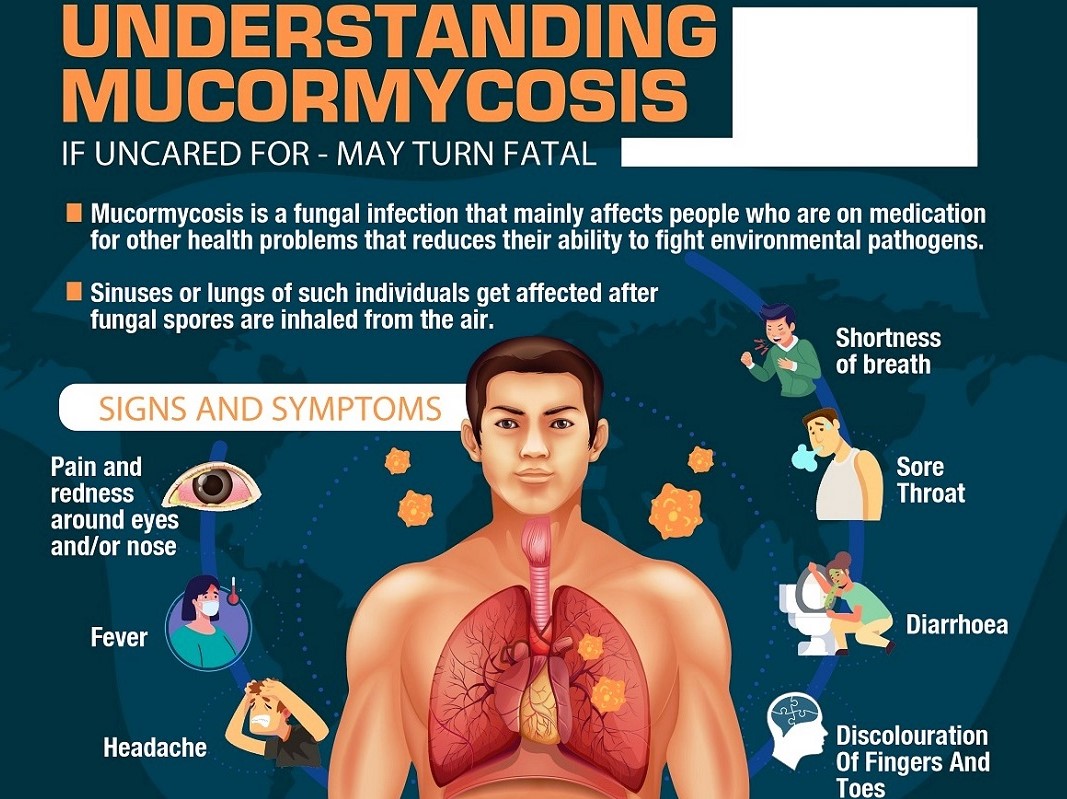 UNDERSTANDING
MUCORMYCOSIS
IF UNCARED FOR - MAY TURN FATAL
Mucormycosis is a fungal infection that mainly affects people who are on medication
for other health problems that reduces their ability to fight environmental pathogens.
Sinuses or lungs of such individuals get affected after
fungal spores are inhaled from the air.
SIGNS AND SYMPTOMS
Pain and
redness
around eyes
and/or nose
Fever
Headache
Shortness
of breath
Sore
Throat
Diarrhoea
Discolouration
Of Fingers And
Toes